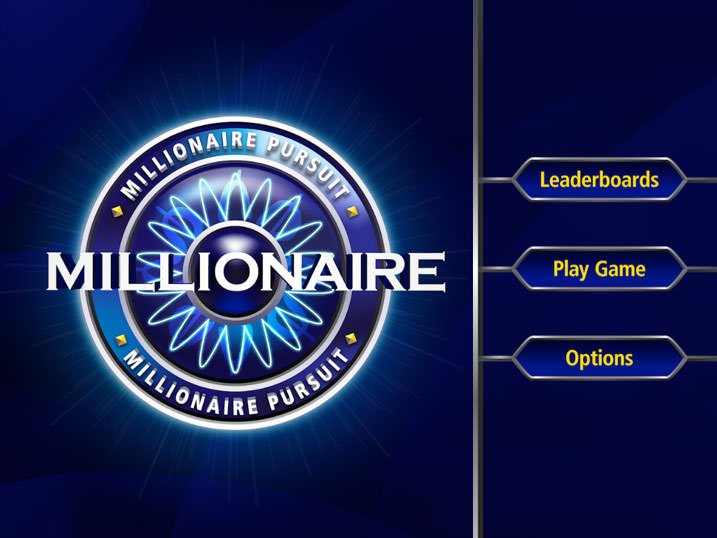 MILLIONAIRE PURSUIT
MILLIONAIRE
MILLIONAIRE PURSUIT
Leaderboards
Play Game
Options